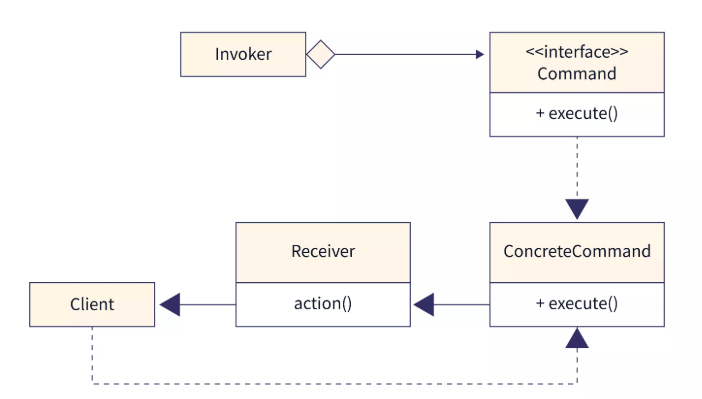 Invoker
<<interface>>
Command
+ execute()
Receiver
ConcreteCommand
Client
action()
+ execute()